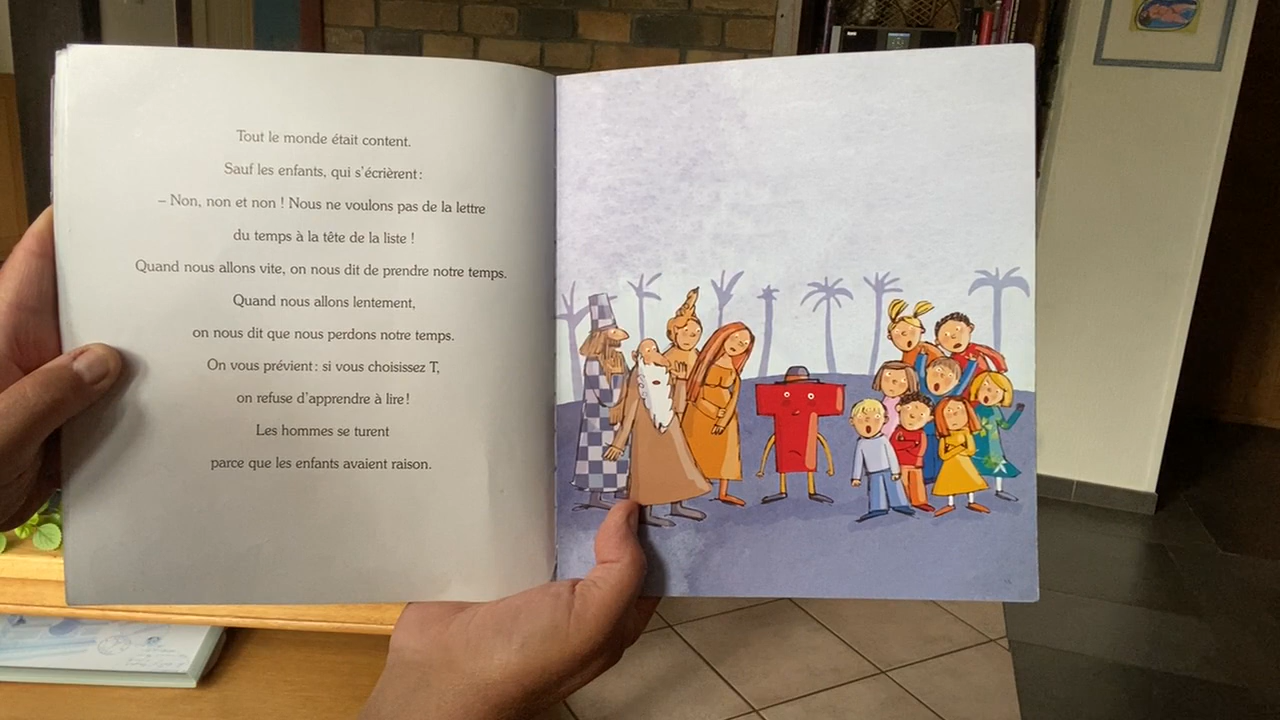 Tout le monde était content.
Sauf les enfants, qui s'écrièrent :
– Non, non et non ! Nous ne voulons pas de la lettre
du temps à la tête de la liste !
Quand nous allons vite, on nous dit de prendre notre temps.
Quand nous allons lentement,
on nous dit que nous perdons notre temps.
On vous prévient : si vous choisissez T,
on refuse d'apprendre à lire !
Les hommes se turent
parce que les enfants avaient raison.